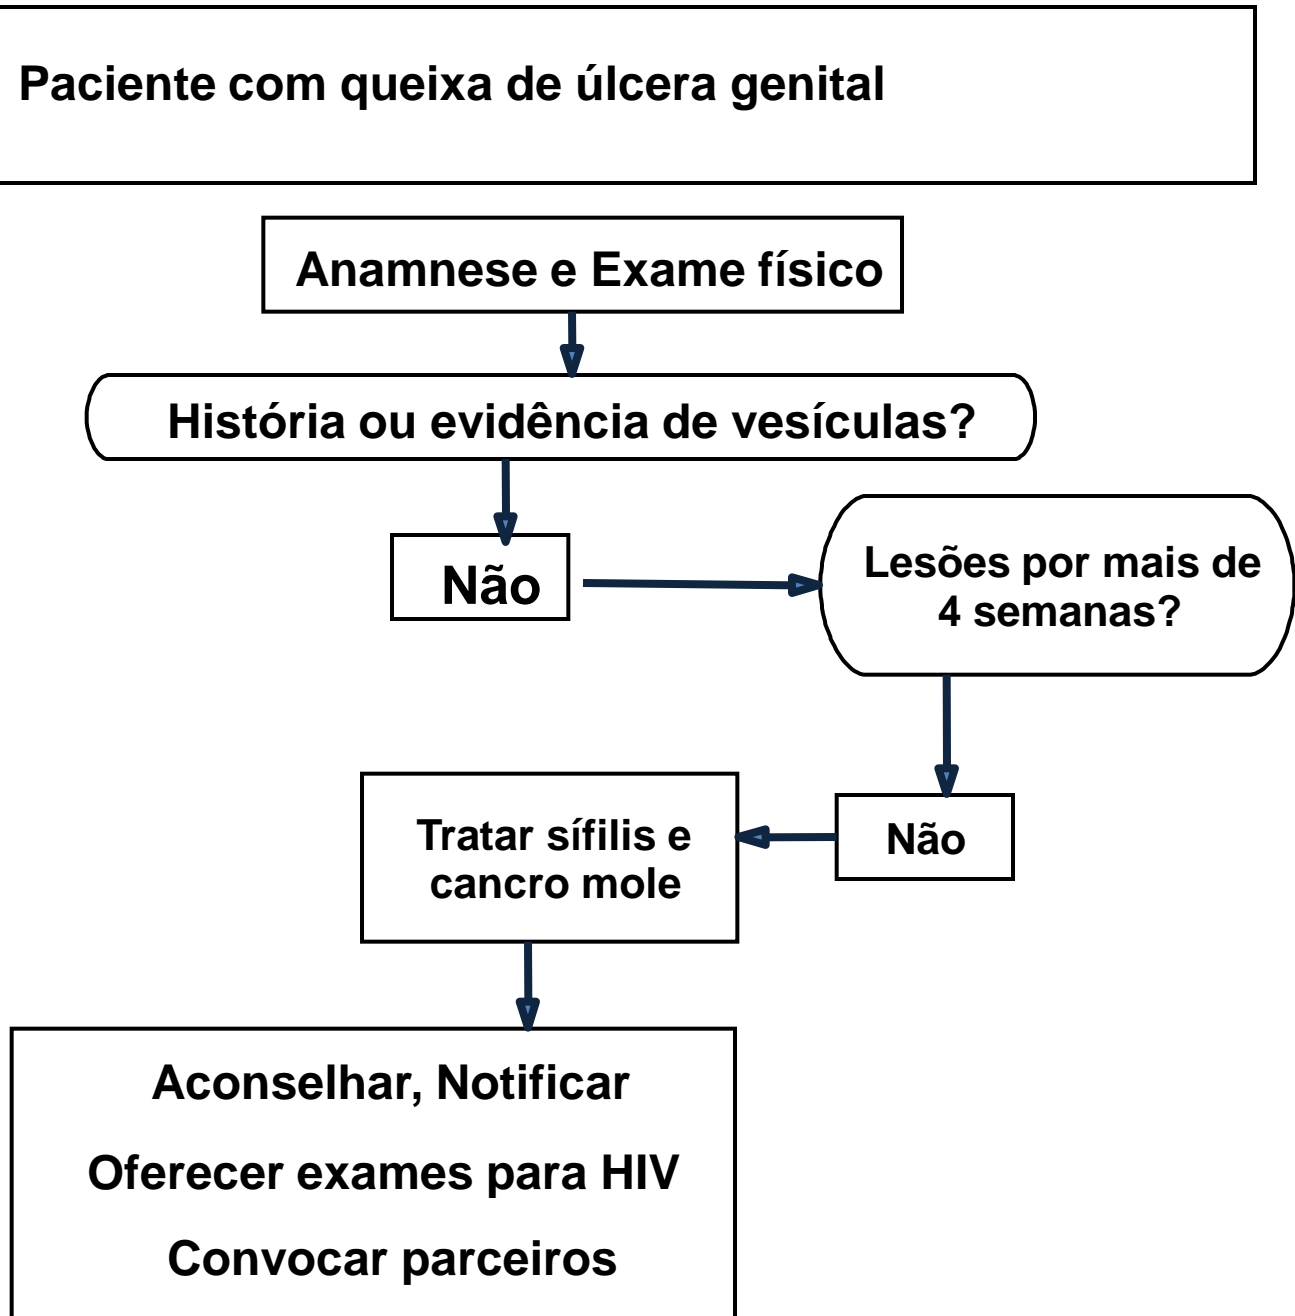 Paciente com queixa de úlcera genital
Anamnese e Exame físico
História ou evidência de vesículas?
Não
Lesões por mais de
4 semanas?
Não
Tratar sífilis e
cancro mole
Aconselhar, Notificar
Oferecer exames para HIV
Convocar parceiros